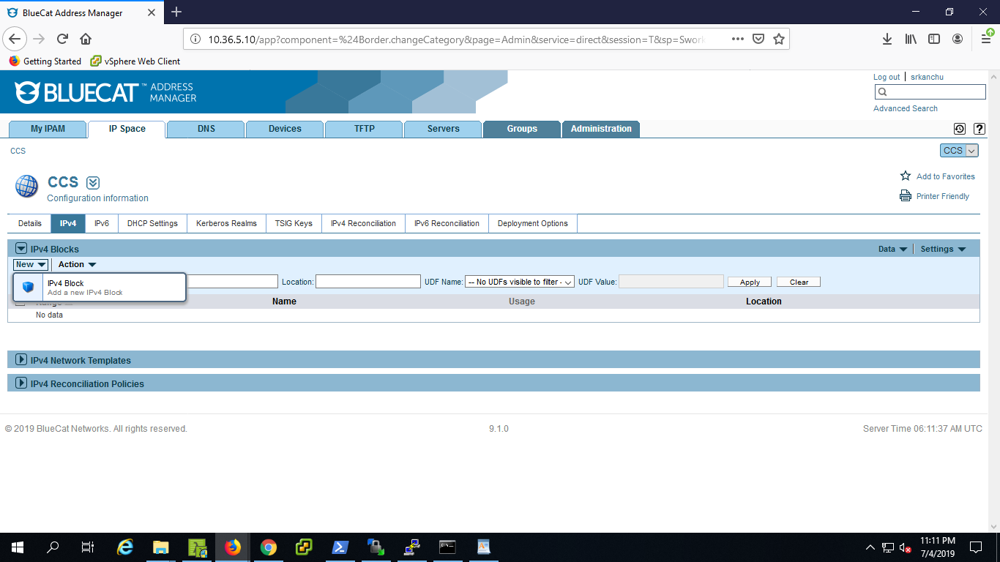 BlueCat Address Manager
10.36.5.10/app?component=%24Border.changeCategory&page=Admin&service=direct&session=T&sp=Swork
Getting Started vSphere Web Client
BLUECAT™ ADDRESS MANAGER
Log out srkanchu
Advanced Search
My IPAM IP Space DNS Devices TFTP Servers Groups Administration
CCS CCS
CCS
Configuration information
Add to Favorites
Printer Friendly
Details IPv4 IPv6 DHCP Settings Kerberos Realms TSIG Keys IPv4 Reconciliation IPv6 Reconciliation Deployment Options
IPv4 Blocks Data Settings
New Action
IPv4 Block
Add a new IPv4 Block
Location: UDF Name: -- No UDFs visible to filter - UDF Value: Apply Clear
Range Name Usage Location
No data
IPv4 Network Templates
IPv4 Reconciliation Policies
© 2019 BlueCat Networks. All rights reserved. 9.1.0 Server Time 06:11:37 AM UTC
11:11 PM
7/4/2019